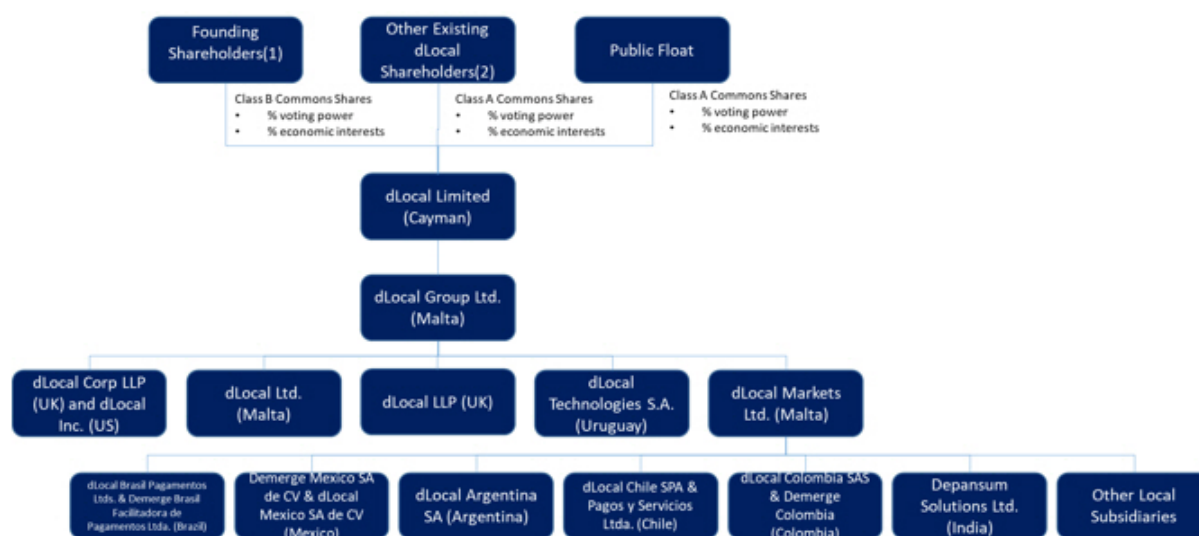 Founding
Shareholders(1)
Other Existing
dLocal
Shareholders(2)
Public Float
Class B Commons Shares
• % voting power
• % economic interests
Class A Commons Shares
• % voting power
• % economic interests
Class A Commons Shares
• % voting power
• % economic interests
dLocal Limited
(Cayman)
dLocal Group Ltd.
(Malta)
dLocal Corp LLP
(UK) and dLocal
Inc. (US)
dLocal Ltd.
(Malta)
dLocal LLP (UK)
dLocal
Technologies S.A.
(Uruguay)
dLocal Markets
Ltd. (Malta)
dLocal Brasil Pagamentos
Ltds. & Demerge Brasil
Facilitadora de
Pagamentos Ltda. (Brazil)
Demerge Mexico SA
de CV & dLocal
Mexico SA de CV
(Mexico)
dLocal Argentina
SA (Argentina)
dLocal Chile SPA &
Pagos y Servicios
Ltda. (Chile)
dLocal Colombia SAS
& Demerge
Colombia
(Colombia)
Depansum
Solutions Ltd.
(India)
Other Local
Subsidiaries